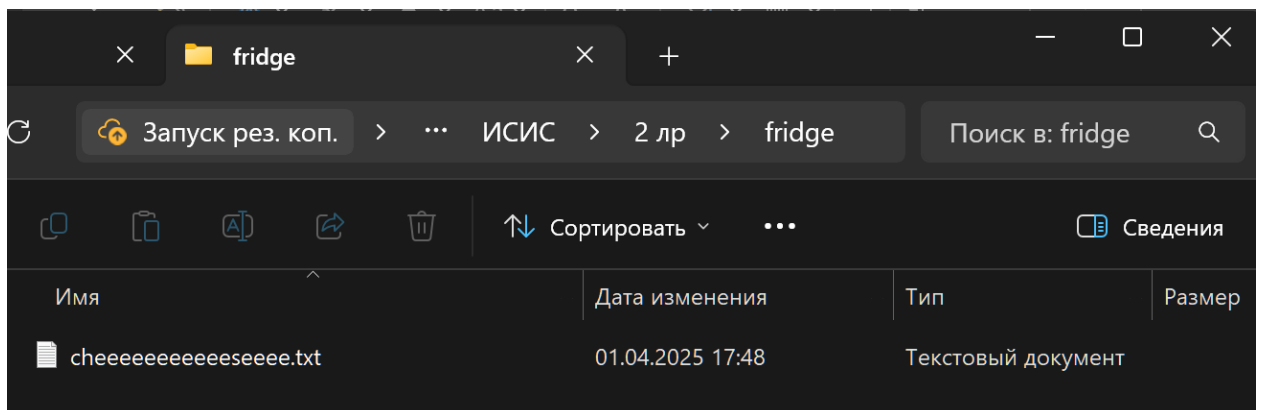 fridge
Запуск рез. коп. > ... ИСИС > 2 лр > fridge Поиск в: fridge
Сортировать ... Сведения
Имя Дата изменения Тип Размер
cheeeeeeeeeeeseeee.txt 01.04.2025 17:48 Текстовый документ